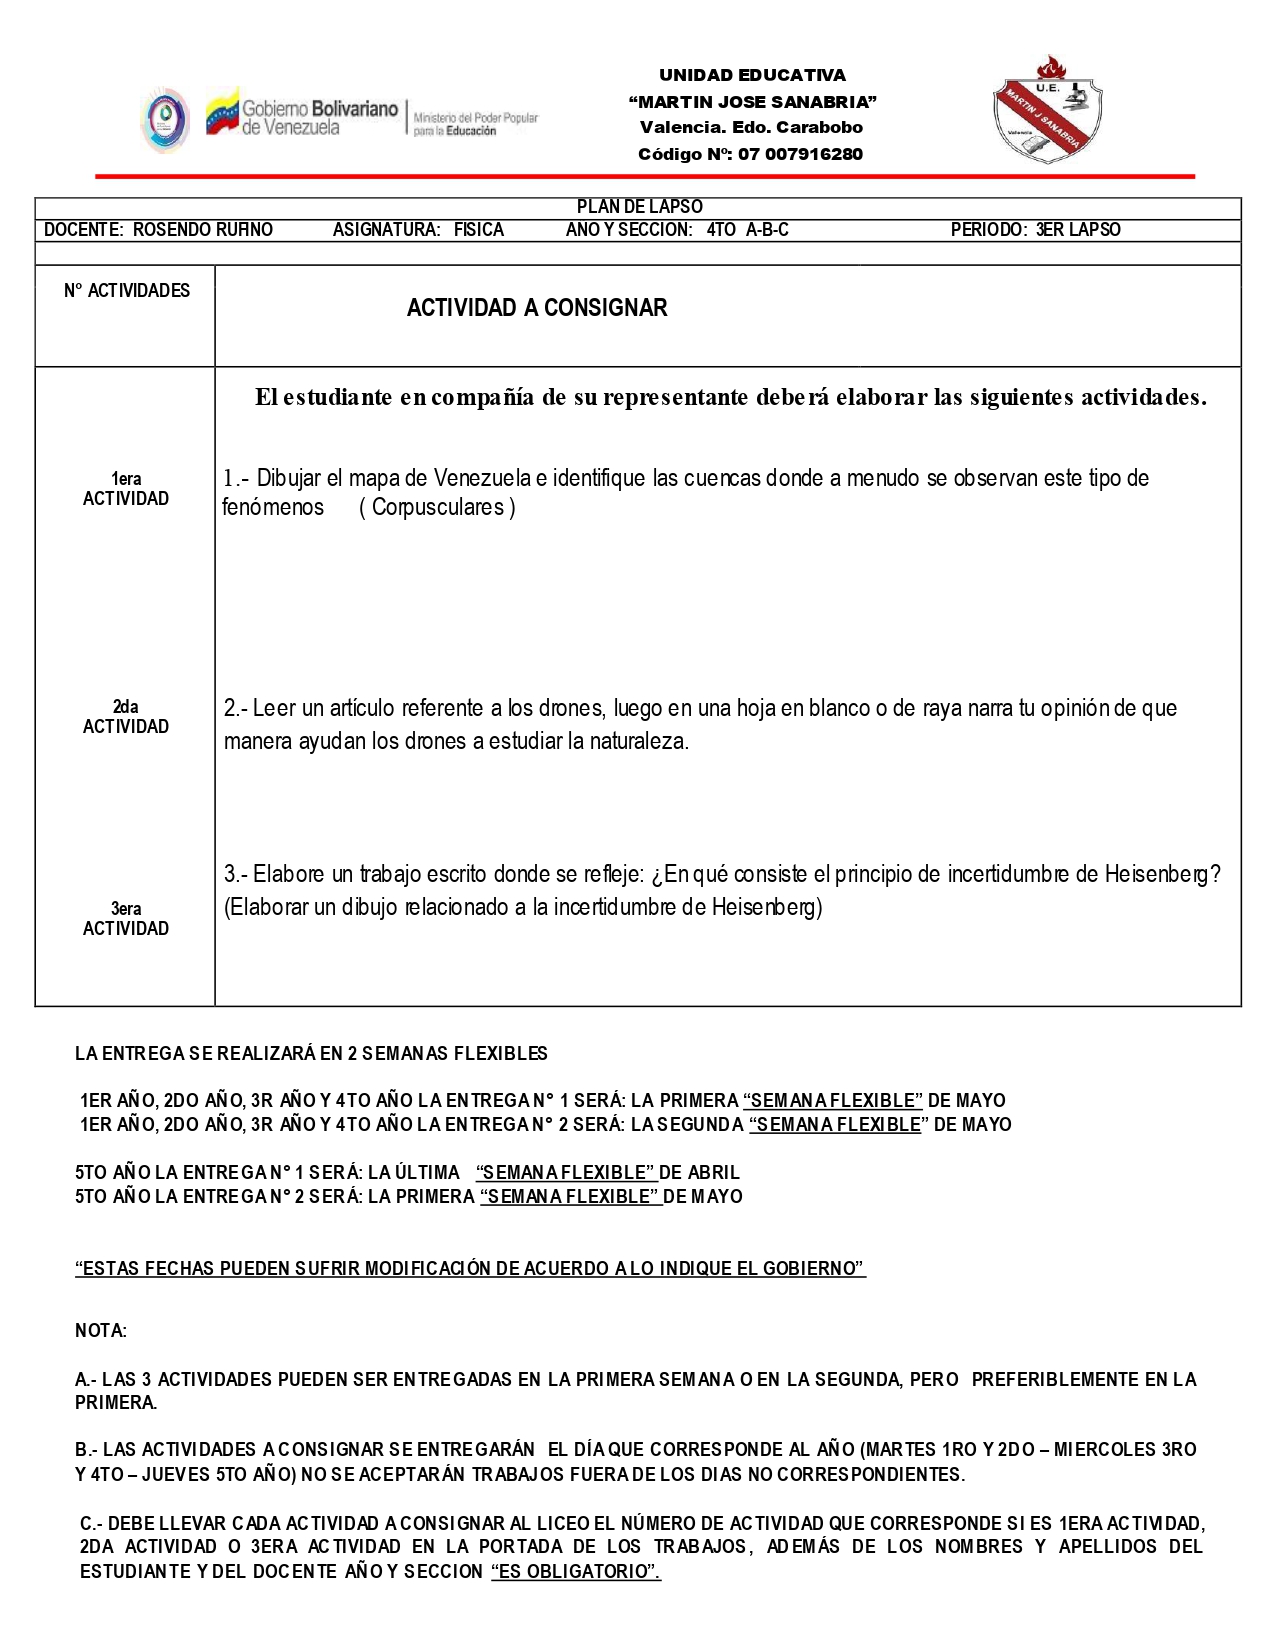 Gobierno Bolivariano
de Venezuela
Ministerio del Poder Popular
para la Educación
UNIDAD EDUCATIVA
“MARTIN JOSE SANABRIA”
Valencia. Edo. Carabobo
Código Nº: 07 007916280
U.E.
MARTIN J SANABRIA
Valencia
PLAN DE LAPSO
DOCENTE: ROSENDO RUFINO ASIGNATURA: FISICA ANO Y SECCION: 4TO A-B-C PERIODO: 3ER LAPSO
N° ACTIVIDADES
ACTIVIDAD A CONSIGNAR
El estudiante en compañía de su representante deberá elaborar las siguientes actividades.
1era
ACTIVIDAD
1.- Dibujar el mapa de Venezuela e identifique las cuencas donde a menudo se observan este tipo de
fenómenos ( Corpusculares )
2da
ACTIVIDAD
2.- Leer un artículo referente a los drones, luego en una hoja en blanco o de raya narra tu opinión de que
manera ayudan los drones a estudiar la naturaleza.
3era
ACTIVIDAD
3.- Elabore un trabajo escrito donde se refleje: ¿En qué consiste el principio de incertidumbre de Heisenberg?
(Elaborar un dibujo relacionado a la incertidumbre de Heisenberg)
LA ENTREGA SE REALIZARÁ EN 2 SEMANAS FLEXIBLES
1ER AÑO, 2DO AÑO, 3R AÑO Y 4TO AÑO LA ENTREGA N° 1 SERÁ: LA PRIMERA “SEMANA FLEXIBLE” DE MAYO
1ER AÑO, 2DO AÑO, 3R AÑO Y 4TO AÑO LA ENTREGA N° 2 SERÁ: LA SEGUNDA “SEMANA FLEXIBLE” DE MAYO
5TO AÑO LA ENTREGA N° 1 SERÁ: LA ÚLTIMA “SEMANA FLEXIBLE” DE ABRIL
5TO AÑO LA ENTREGA N° 2 SERÁ: LA PRIMERA “SEMANA FLEXIBLE” DE MAYO
“ESTAS FECHAS PUEDEN SUFRIR MODIFICACIÓN DE ACUERDO A LO INDIQUE EL GOBIERNO”
NOTA:
A.- LAS 3 ACTIVIDADES PUEDEN SER ENTREGADAS EN LA PRIMERA SEMANA O EN LA SEGUNDA, PERO PREFERIBLEMENTE EN LA
PRIMERA.
B.- LAS ACTIVIDADES A CONSIGNAR SE ENTREGARÁN EL DÍA QUE CORRESPONDE AL AÑO (MARTES 1RO Y 2DO – MIERCOLES 3RO
Y 4TO – JUEVES 5TO AÑO) NO SE ACEPTARÁN TRABAJOS FUERA DE LOS DIAS NO CORRESPONDIENTES.
C.- DEBE LLEVAR CADA ACTIVIDAD A CONSIGNAR AL LICEO EL NÚMERO DE ACTIVIDAD QUE CORRESPONDE SI ES 1ERA ACTIVIDAD,
2DA ACTIVIDAD O 3ERA ACTIVIDAD EN LA PORTADA DE LOS TRABAJOS, ADEMÁS DE LOS NOMBRES Y APELLIDOS DEL
ESTUDIANTE Y DEL DOCENTE AÑO Y SECCION “ES OBLIGATORIO”.